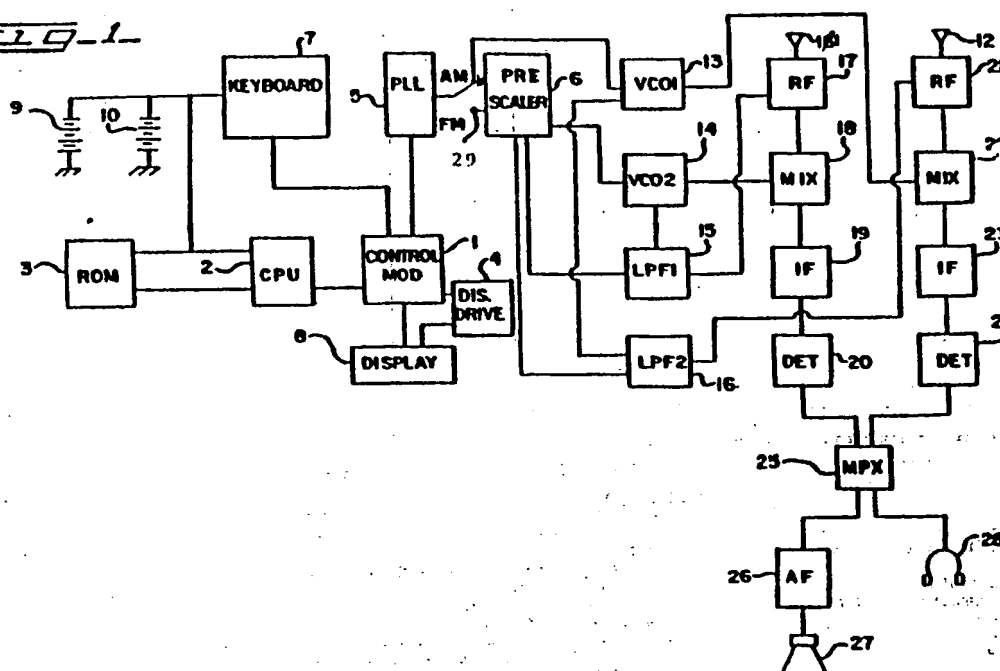 7
KEYBOARD
9
10
5
PLL
AM
FM
29
PRE
SCALER
6
VCO1
13
VCO2
14
LPF1
15
LPF2
16
RF
17
MIX
18
IF
19
DET
20
12
RF
MIX
IF
DET
3
ROM
2
CPU
CONTROL
MOD
1
4
DIS.
DRIVE
8
DISPLAY
25
MPX
26
AF
27
28